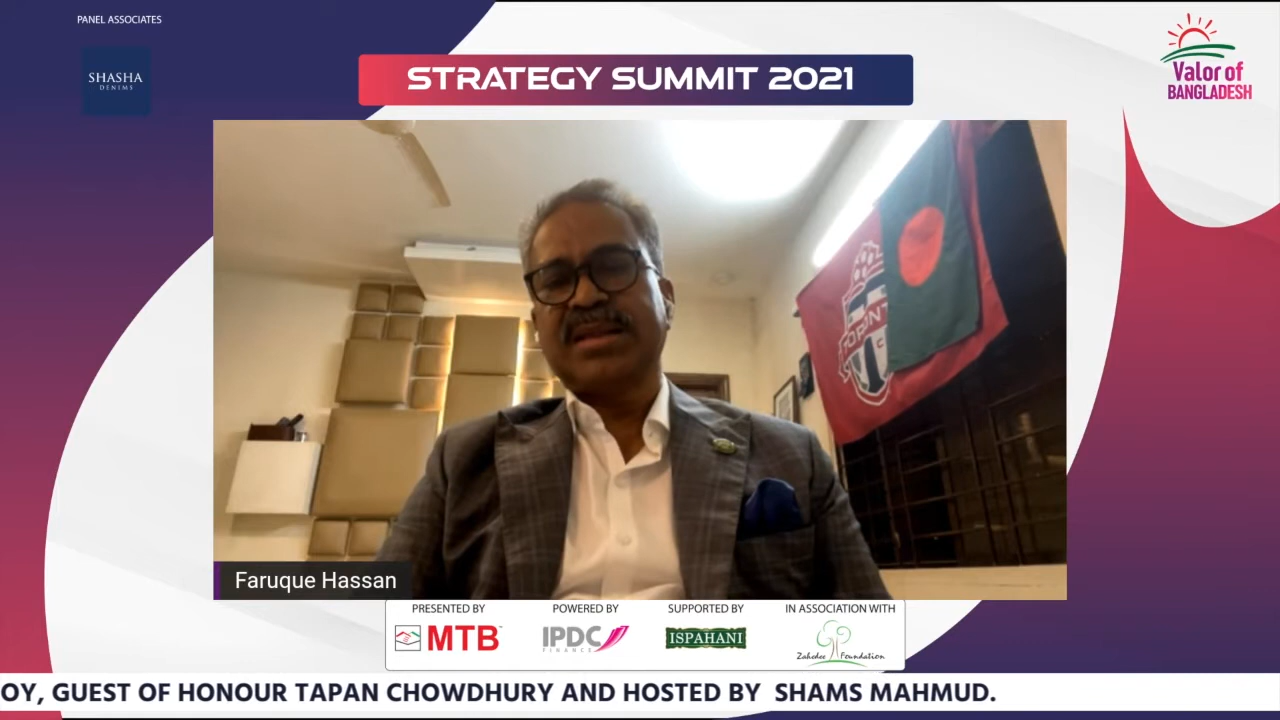 PANEL ASSOCIATES
SHASHA
DENIMS
STRATEGY SUMMIT 2021
Valor of
BANGLADESH
Faruque Hassan
PRESENTED BY
MTB
POWERED BY
IPDC
FINANCE
SUPPORTED BY
ISPAHANI
IN ASSOCIATION WITH
Zahedee Foundation
OY, GUEST OF HONOUR TAPAN CHOWDHURY AND HOSTED BY SHAMS MAHMUD.